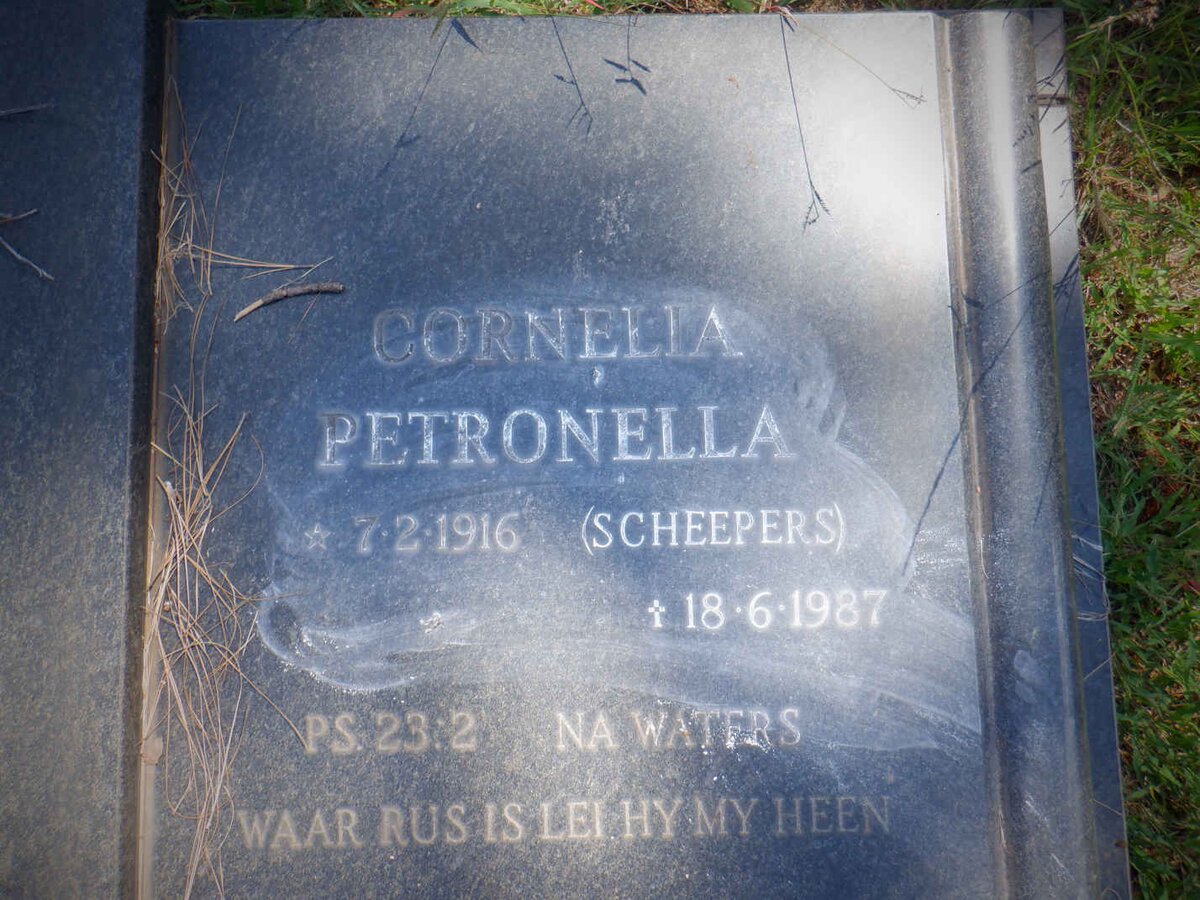 CORNELIA
PETRONELLA
☆ 7·2·1916 (SCHEEPERS)
✝ 18·6·1987
PS. 23:2 NA WATERS
WAAR RUS IS LEI HY MY HEEN